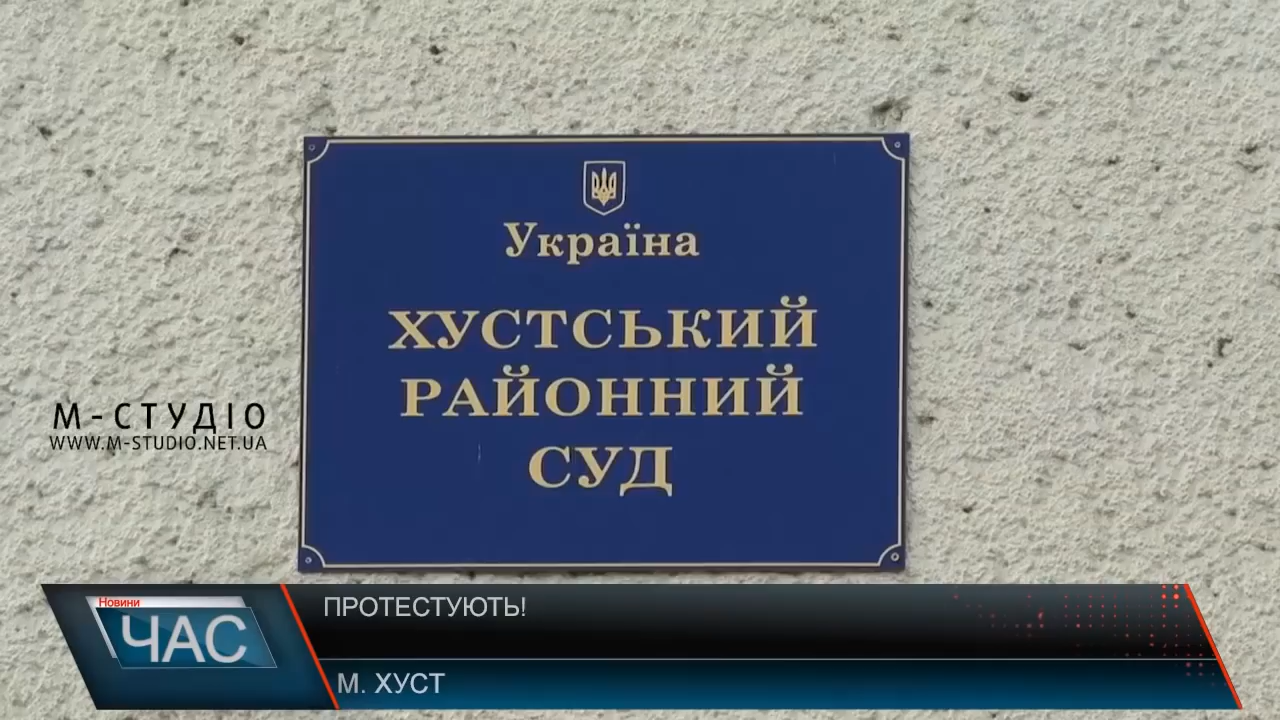 Україна
ХУСТСЬКИЙ
РАЙОННИЙ
СУД
М-СТУДІО
WWW.M-STUDIO.NET.UA
Новини
ЧАС
ПРОТЕСТУЮТЬ!
М. ХУСТ